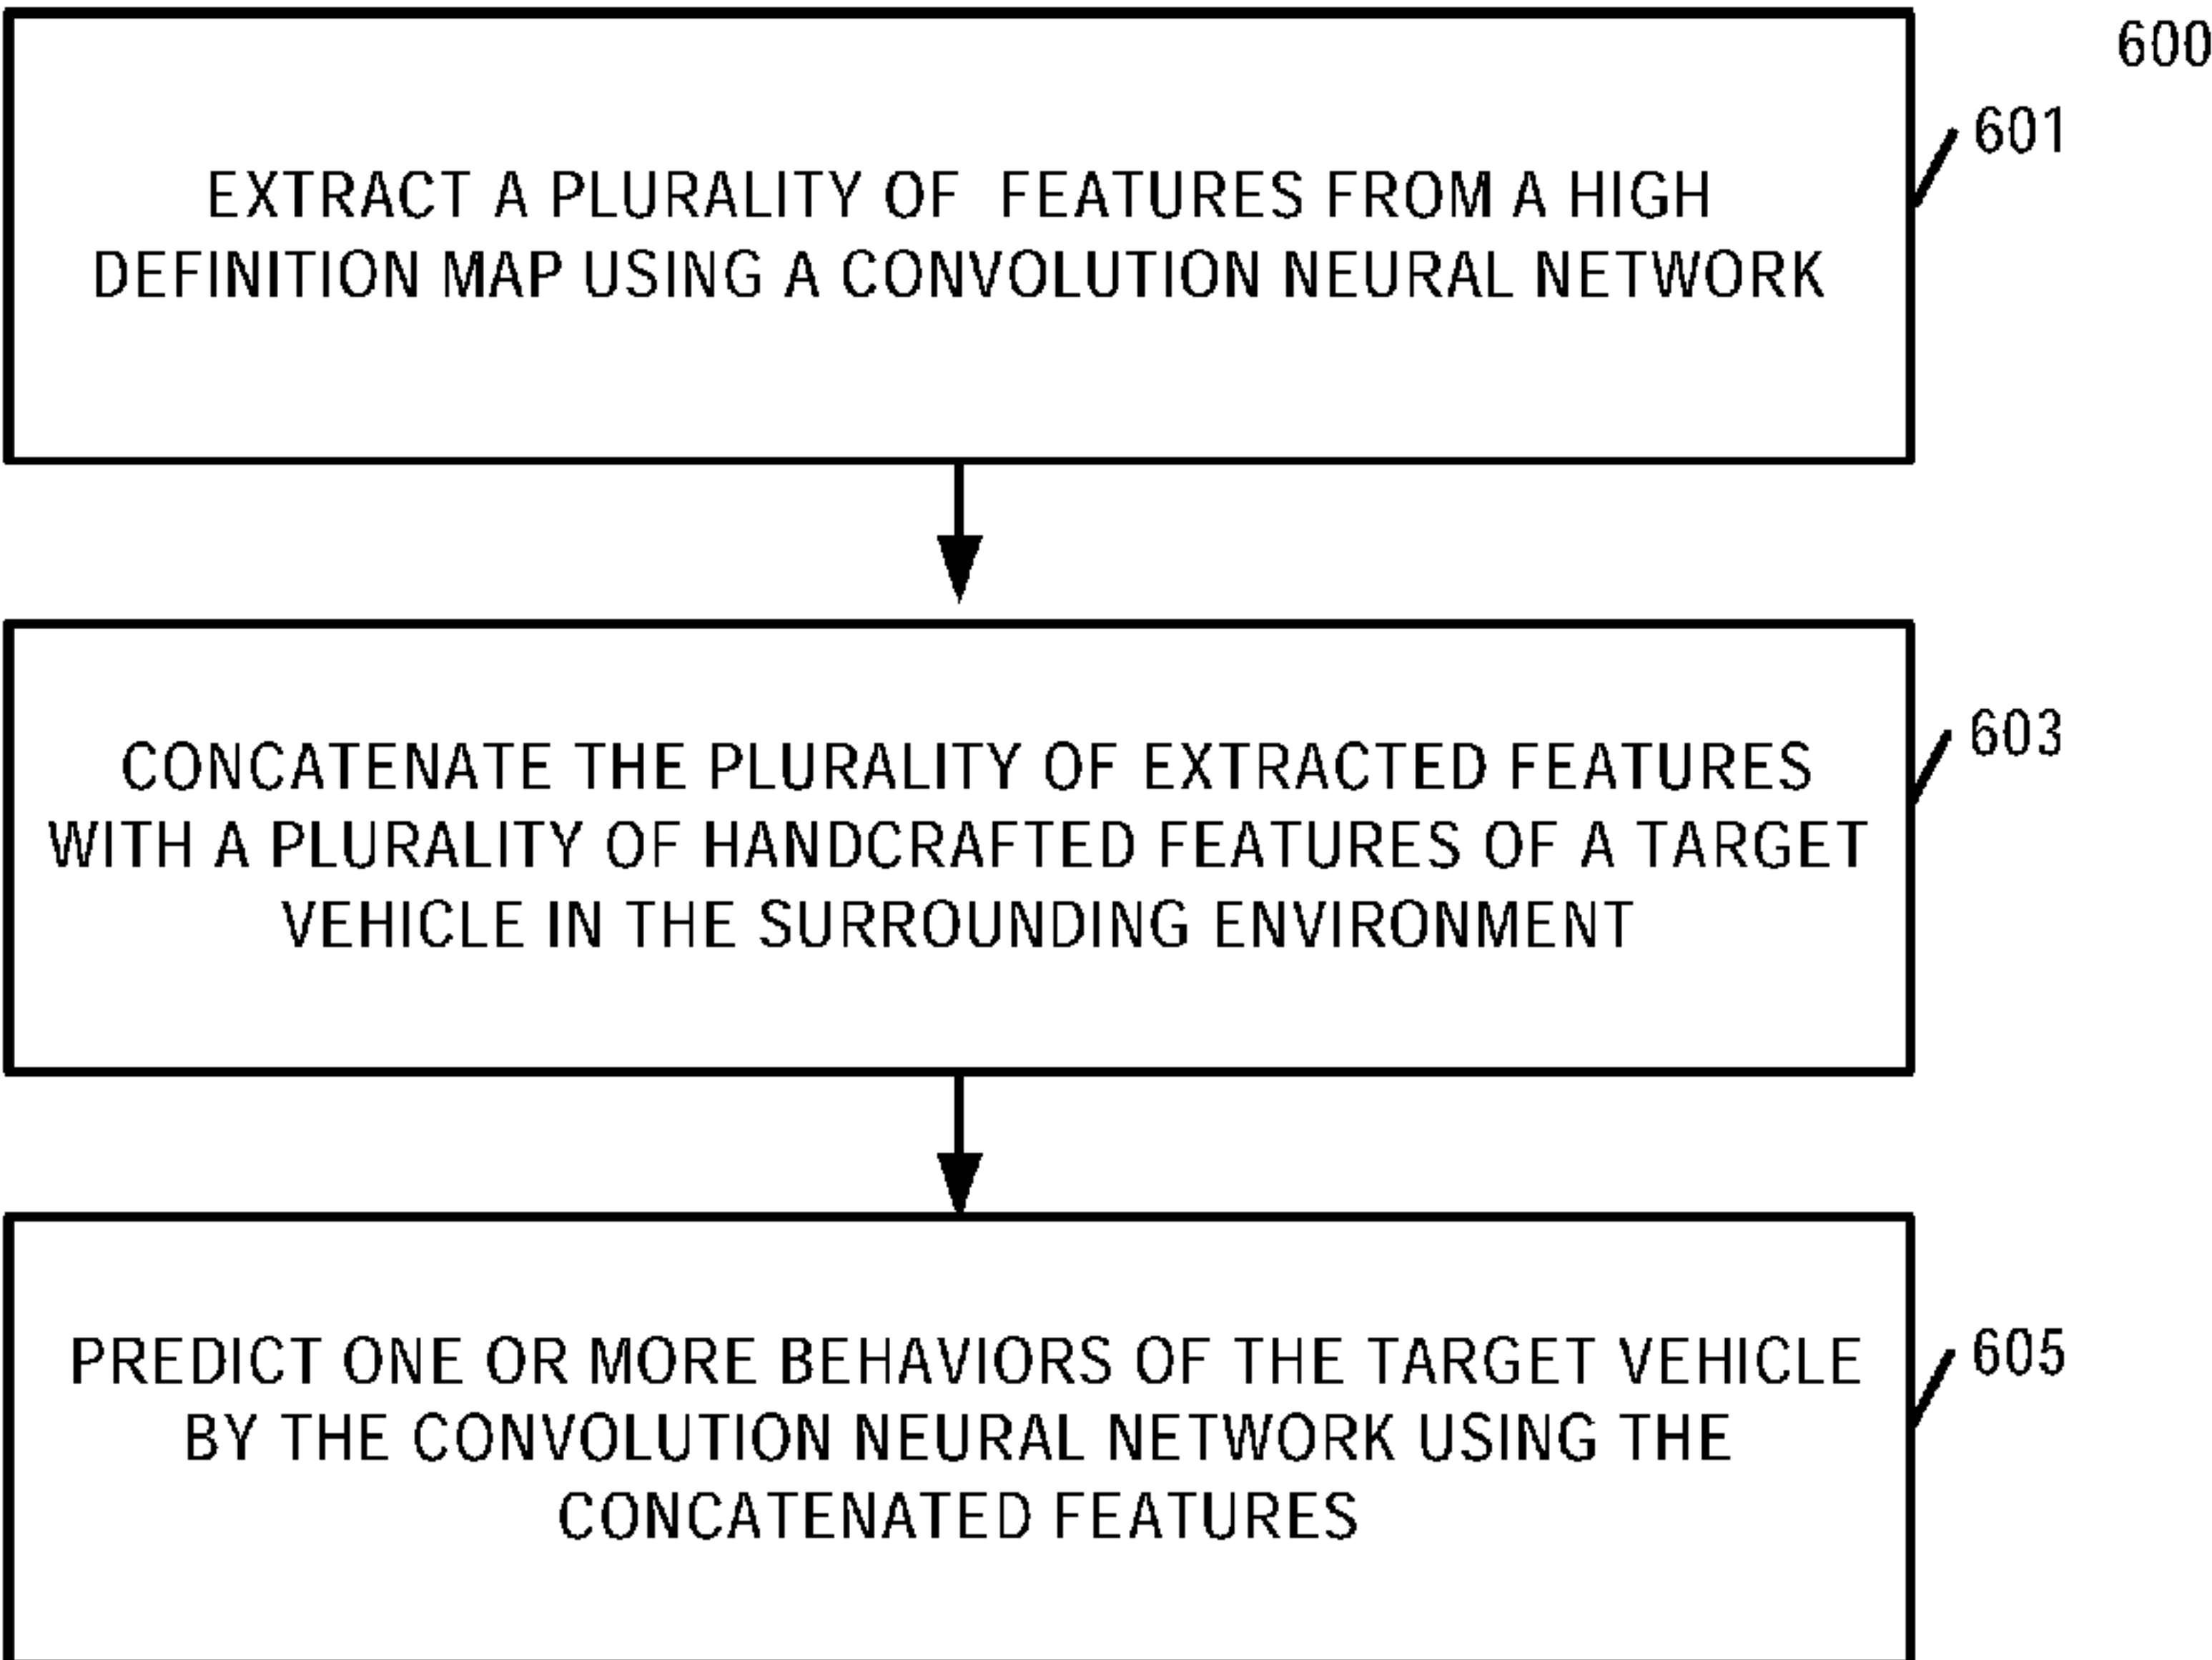 600
601
EXTRACT A PLURALITY OF FEATURES FROM A HIGH
DEFINITION MAP USING A CONVOLUTION NEURAL NETWORK
603
CONCATENATE THE PLURALITY OF EXTRACTED FEATURES
WITH A PLURALITY OF HANDCRAFTED FEATURES OF A TARGET
VEHICLE IN THE SURROUNDING ENVIRONMENT
605
PREDICT ONE OR MORE BEHAVIORS OF THE TARGET VEHICLE
BY THE CONVOLUTION NEURAL NETWORK USING THE
CONCATENATED FEATURES